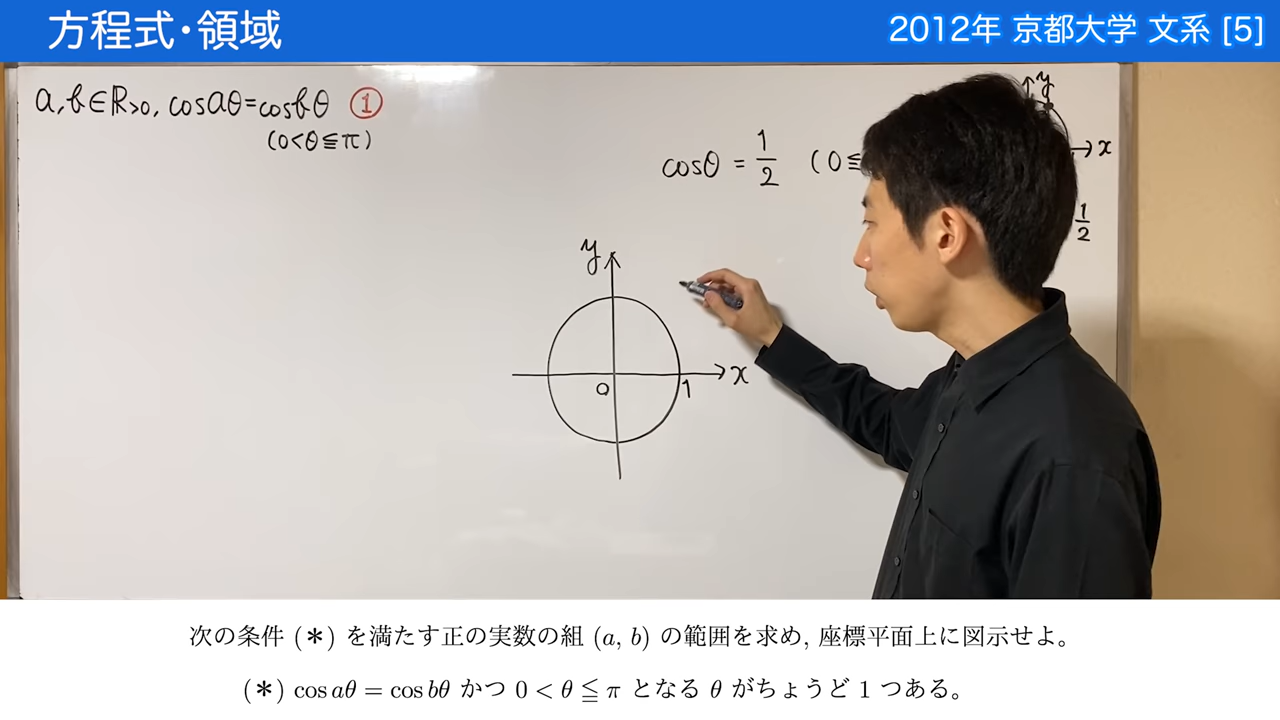 方程式・領域
2012年 京都大学 文系 [5]
a, b ∈ ℝ>0, cos aθ = cos bθ ①
(0 < θ ≦ π)
cosθ = 1/2 (0 ≦
y
x
1/2
y
x
0
1
次の条件 (＊) を満たす正の実数の組 (a, b) の範囲を求め, 座標平面上に図示せよ。
(＊) cos aθ = cos bθ かつ 0 < θ ≦ π となる θ がちょうど 1 つある。